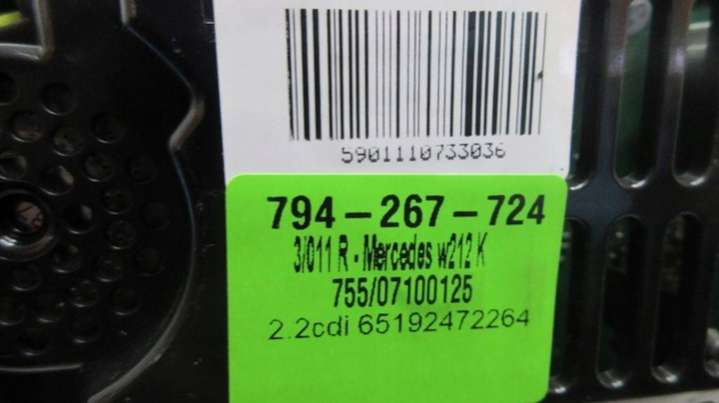 5901110733036
794-267-724
3/011 R - Mercedes w212 K
755/07100125
2.2cdi 65192472264